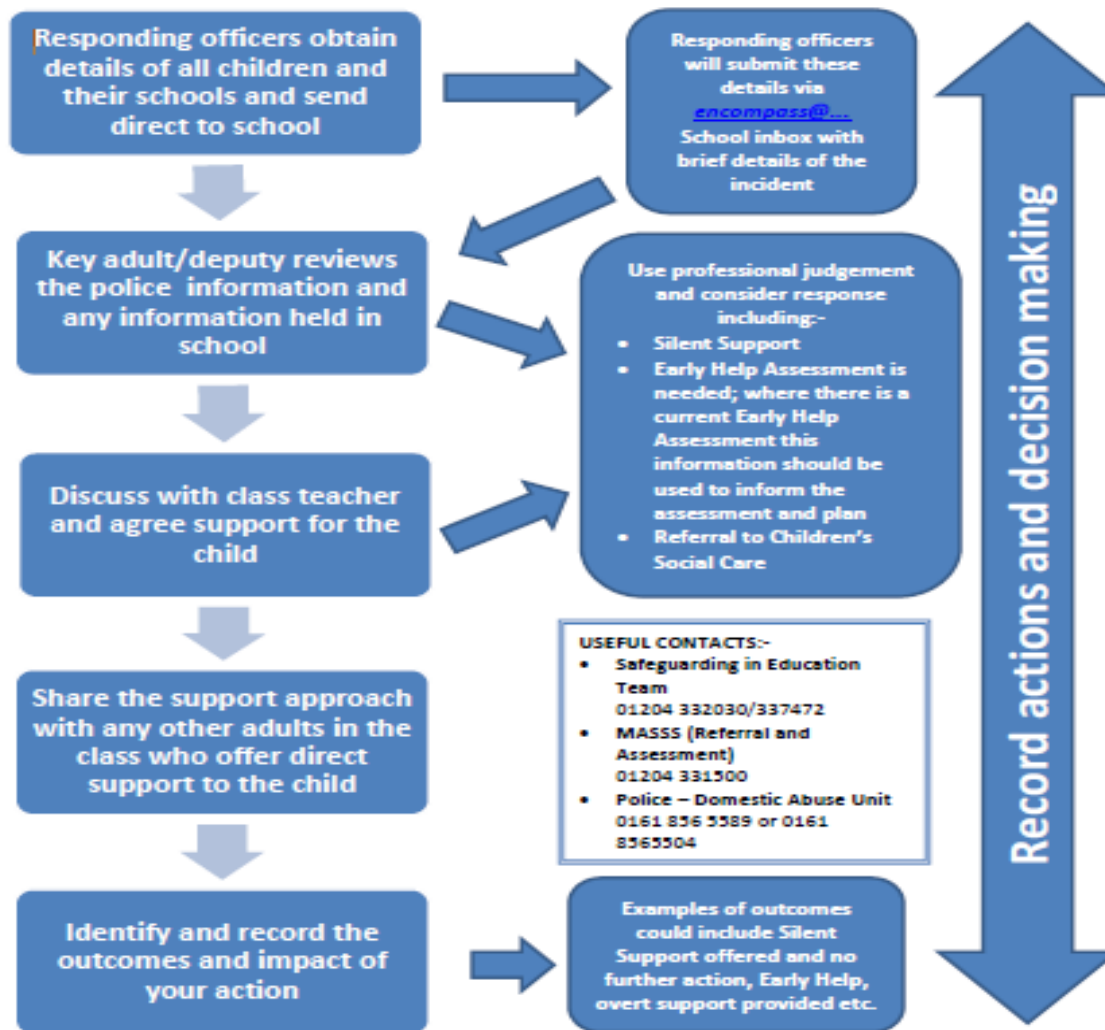 Responding officers obtain
details of all children and
their schools and send
direct to school
Responding officers
will submit these
details via
encompass@...
School inbox with
brief details of the
incident
Key adult/deputy reviews
the police information and
any information held in
school
Use professional judgement
and consider response
including:-
• Silent Support
• Early Help Assessment is
needed; where there is a
current Early Help
Assessment this
information should be
used to inform the
assessment and plan
• Referral to Children's
Social Care
Discuss with class teacher
and agree support for the
child
Share the support approach
with any other adults in the
class who offer direct
support to the child
USEFUL CONTACTS:-
• Safeguarding in Education
Team
01204 332030/337472
• MASSS (Referral and
Assessment)
01204 331500
• Police – Domestic Abuse Unit
0161 856 5589 or 0161
8565504
Identify and record the
outcomes and impact of
your action
Examples of outcomes
could include Silent
Support offered and no
further action, Early Help,
overt support provided etc.
Record actions and decision making